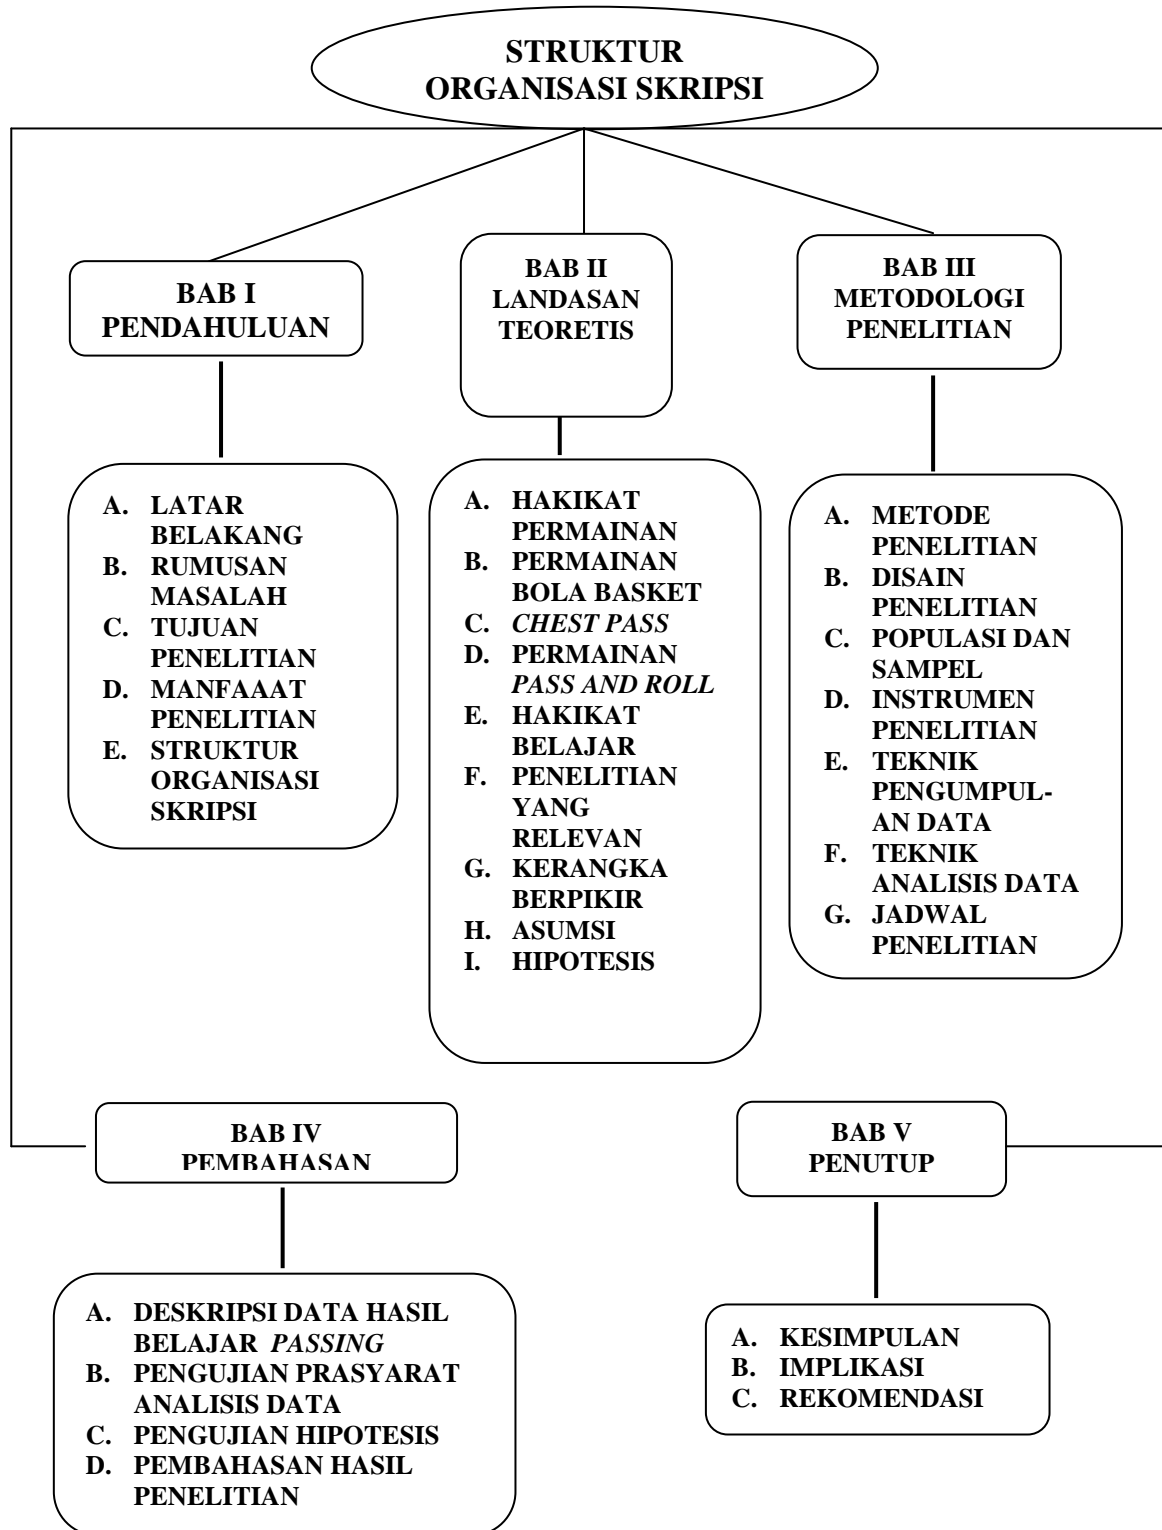 STRUKTUR
ORGANISASI SKRIPSI
BAB I
PENDAHULUAN
BAB II
LANDASAN
TEORETIS
BAB III
METODOLOGI
PENELITIAN
A. LATAR
BELAKANG
B. RUMUSAN
MASALAH
C. TUJUAN
PENELITIAN
D. MANFAAAT
PENELITIAN
E. STRUKTUR
ORGANISASI
SKRIPSI
A. HAKIKAT
PERMAINAN
B. PERMAINAN
BOLA BASKET
C. CHEST PASS
D. PERMAINAN
PASS AND ROLL
E. HAKIKAT
BELAJAR
F. PENELITIAN
YANG
RELEVAN
G. KERANGKA
BERPIKIR
H. ASUMSI
I. HIPOTESIS
A. METODE
PENELITIAN
B. DISAIN
PENELITIAN
C. POPULASI DAN
SAMPEL
D. INSTRUMEN
PENELITIAN
E. TEKNIK
PENGUMPUL-
AN DATA
F. TEKNIK
ANALISIS DATA
G. JADWAL
PENELITIAN
BAB IV
PEMBAHASAN
BAB V
PENUTUP
A. DESKRIPSI DATA HASIL
BELAJAR PASSING
B. PENGUJIAN PRASYARAT
ANALISIS DATA
C. PENGUJIAN HIPOTESIS
D. PEMBAHASAN HASIL
PENELITIAN
A. KESIMPULAN
B. IMPLIKASI
C. REKOMENDASI